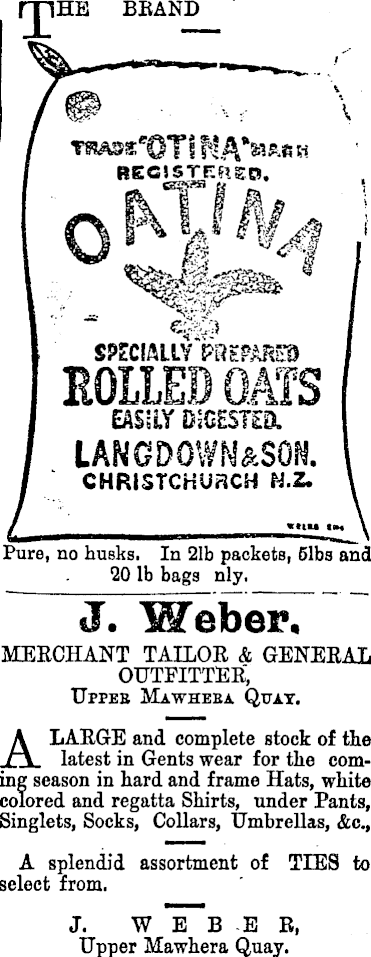 THE BRAND
TRADE "OTINA" MARK
REGISTERED.
OATINA
SPECIALLY PREPARED
ROLLED OATS
EASILY DIGESTED.
LANGDOWN & SON.
CHRISTCHURCH N.Z.
Pure, no husks. In 2lb packets, 5lbs and
20 lb bags nly.
J. Weber.
MERCHANT TAILOR & GENERAL
OUTFITTER,
UPPER MAWHERA QUAY.
A LARGE and complete stock of the
latest in Gents wear for the com-
ing season in hard and frame Hats, white
colored and regatta Shirts, under Pants,
Singlets, Socks, Collars, Umbrellas, &c.,
A splendid assortment of TIES to
select from.
J. WEBER,
Upper Mawhera Quay.